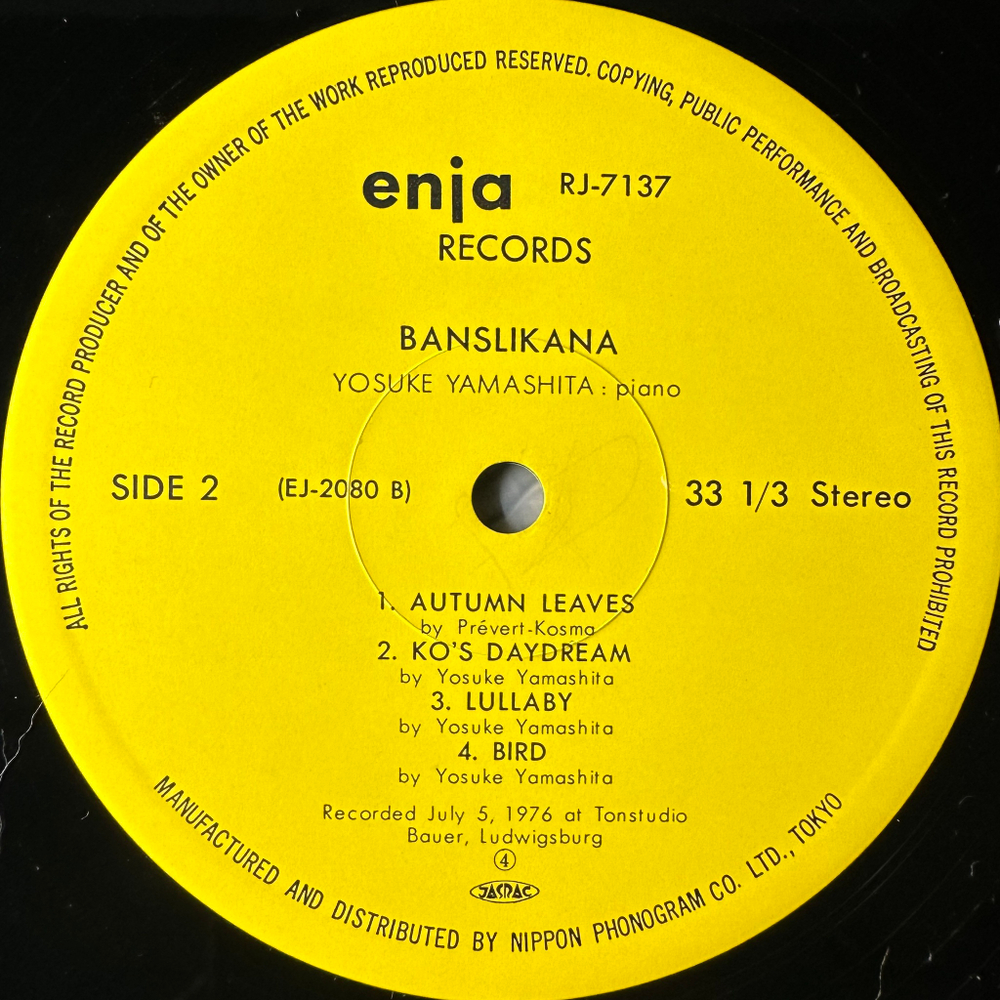 ALL RIGHTS OF THE RECORD PRODUCER AND OF THE OWNER OF THE WORK REPRODUCED RESERVED. COPYING, PUBLIC PERFORMANCE AND BROADCASTING OF THIS RECORD PROHIBITED
enja RJ-7137
RECORDS
BANSLIKANA
YOSUKE YAMASHITA : piano
SIDE 2 (EJ-2080 B) 33 1/3 Stereo
1. AUTUMN LEAVES
by Prévert-Kosma
2. KO'S DAYDREAM
by Yosuke Yamashita
3. LULLABY
by Yosuke Yamashita
4. BIRD
by Yosuke Yamashita
Recorded July 5, 1976 at Tonstudio
Bauer, Ludwigsburg
④
JASRAC
MANUFACTURED AND DISTRIBUTED BY NIPPON PHONOGRAM CO. LTD., TOKYO